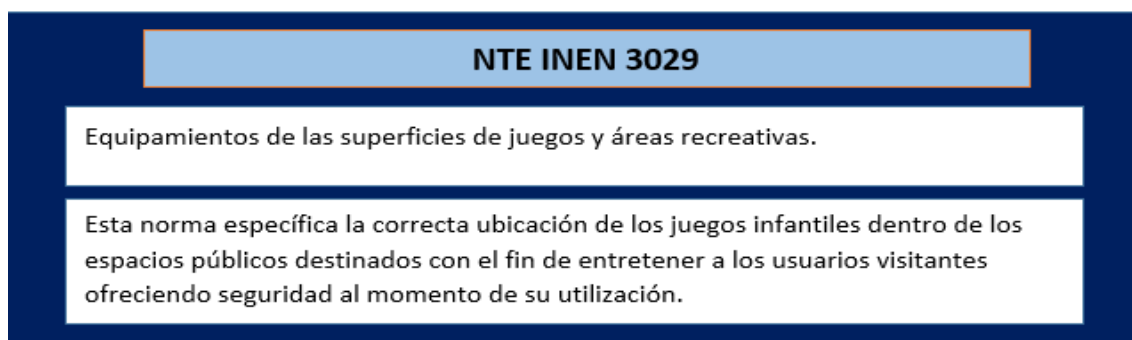 NTE INEN 3029
Equipamientos de las superficies de juegos y áreas recreativas.
Esta norma específica la correcta ubicación de los juegos infantiles dentro de los
espacios públicos destinados con el fin de entretener a los usuarios visitantes
ofreciendo seguridad al momento de su utilización.